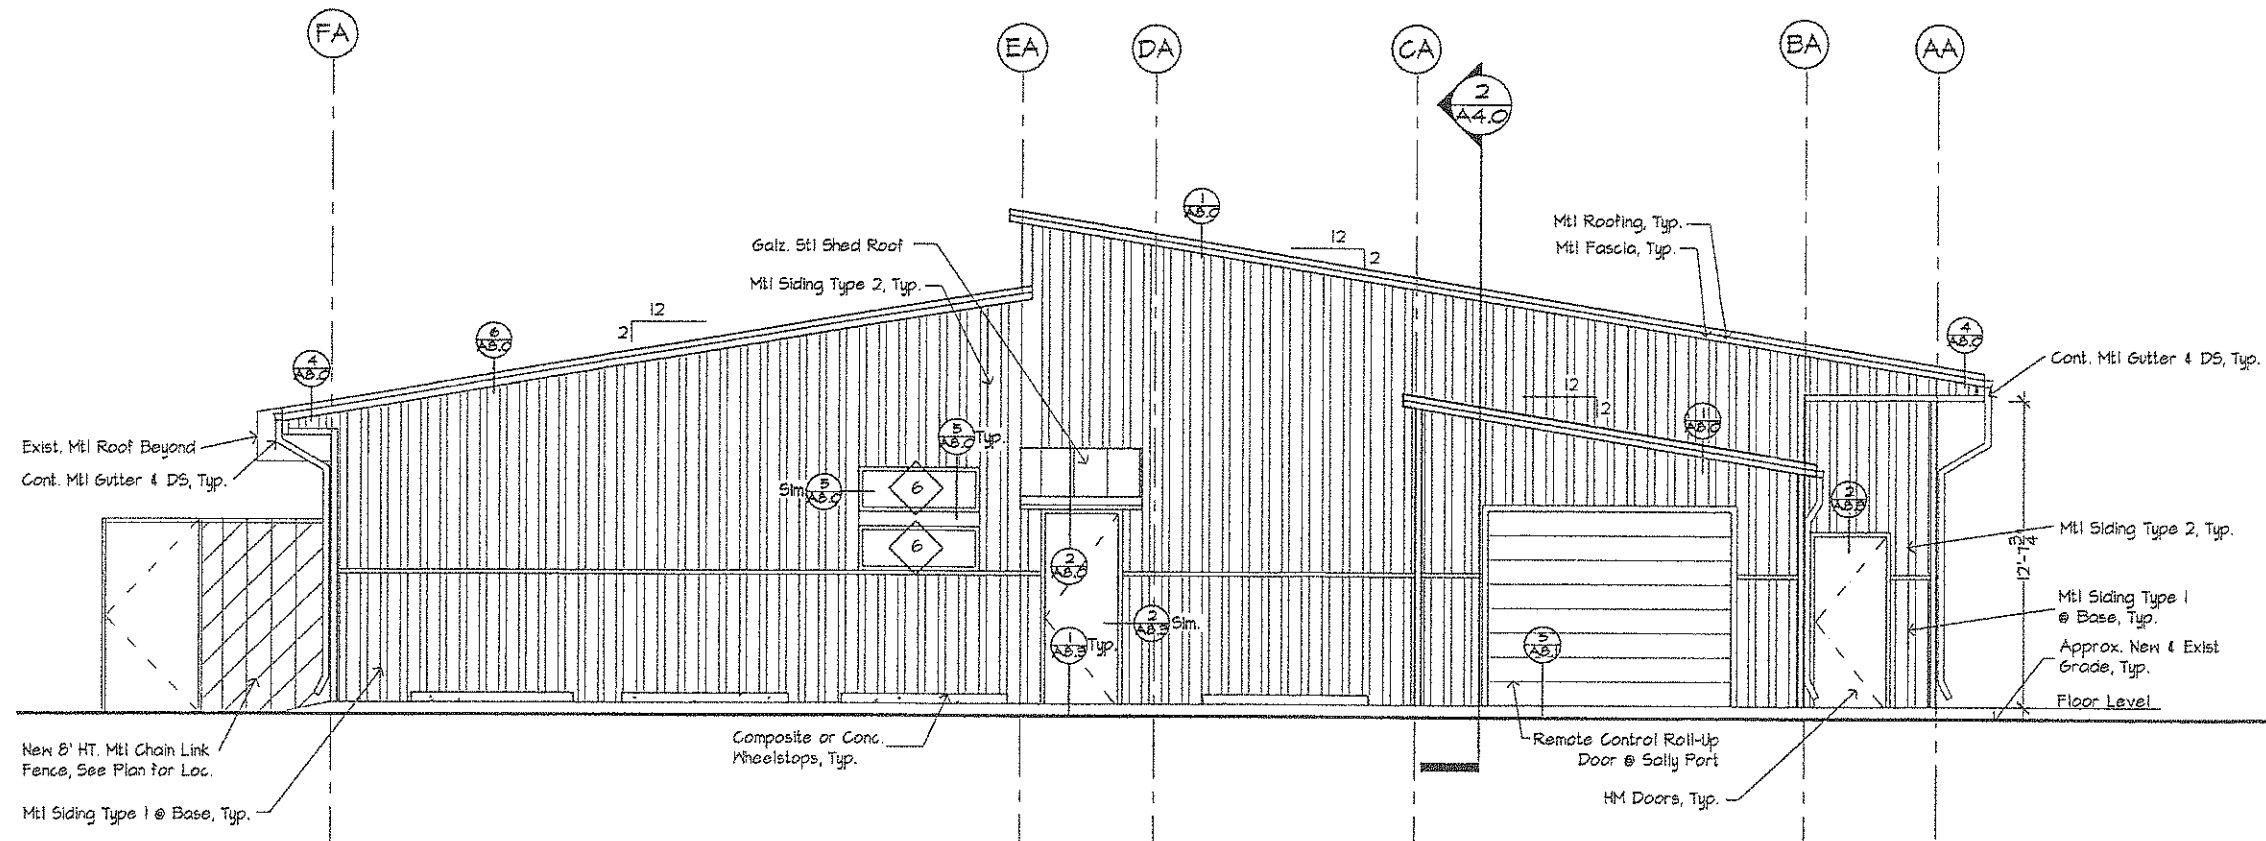 FA
EA
DA
CA
BA
AA
2
A4.0
1
A8.0
Mtl Roofing, Typ.
Mtl Fascia, Typ.
Galz. Stl Shed Roof
12
2
Mtl Siding Type 2, Typ.
12
2
6
A8.0
4
A8.0
4
A8.0
Cont. Mtl Gutter & DS, Typ.
12
2
11
A8.0
Exist. Mtl Roof Beyond
Cont. Mtl Gutter & DS, Typ.
5
A8.0
Typ.
Sim.
A8.0
6
6
2
Mtl Siding Type 2, Typ.
12'-7 3/4"
2
Mtl Siding Type 1
@ Base, Typ.
2
A8.5
Sim.
1
A8.5
Typ.
A8.1
Approx. New & Exist
Grade, Typ.
Floor Level
New 8' HT. Mtl Chain Link
Fence, See Plan for Loc.
Composite or Conc.
Wheelstops, Typ.
Remote Control Roll-Up
Door @ Sally Port
HM Doors, Typ.
Mtl Siding Type 1 @ Base, Typ.